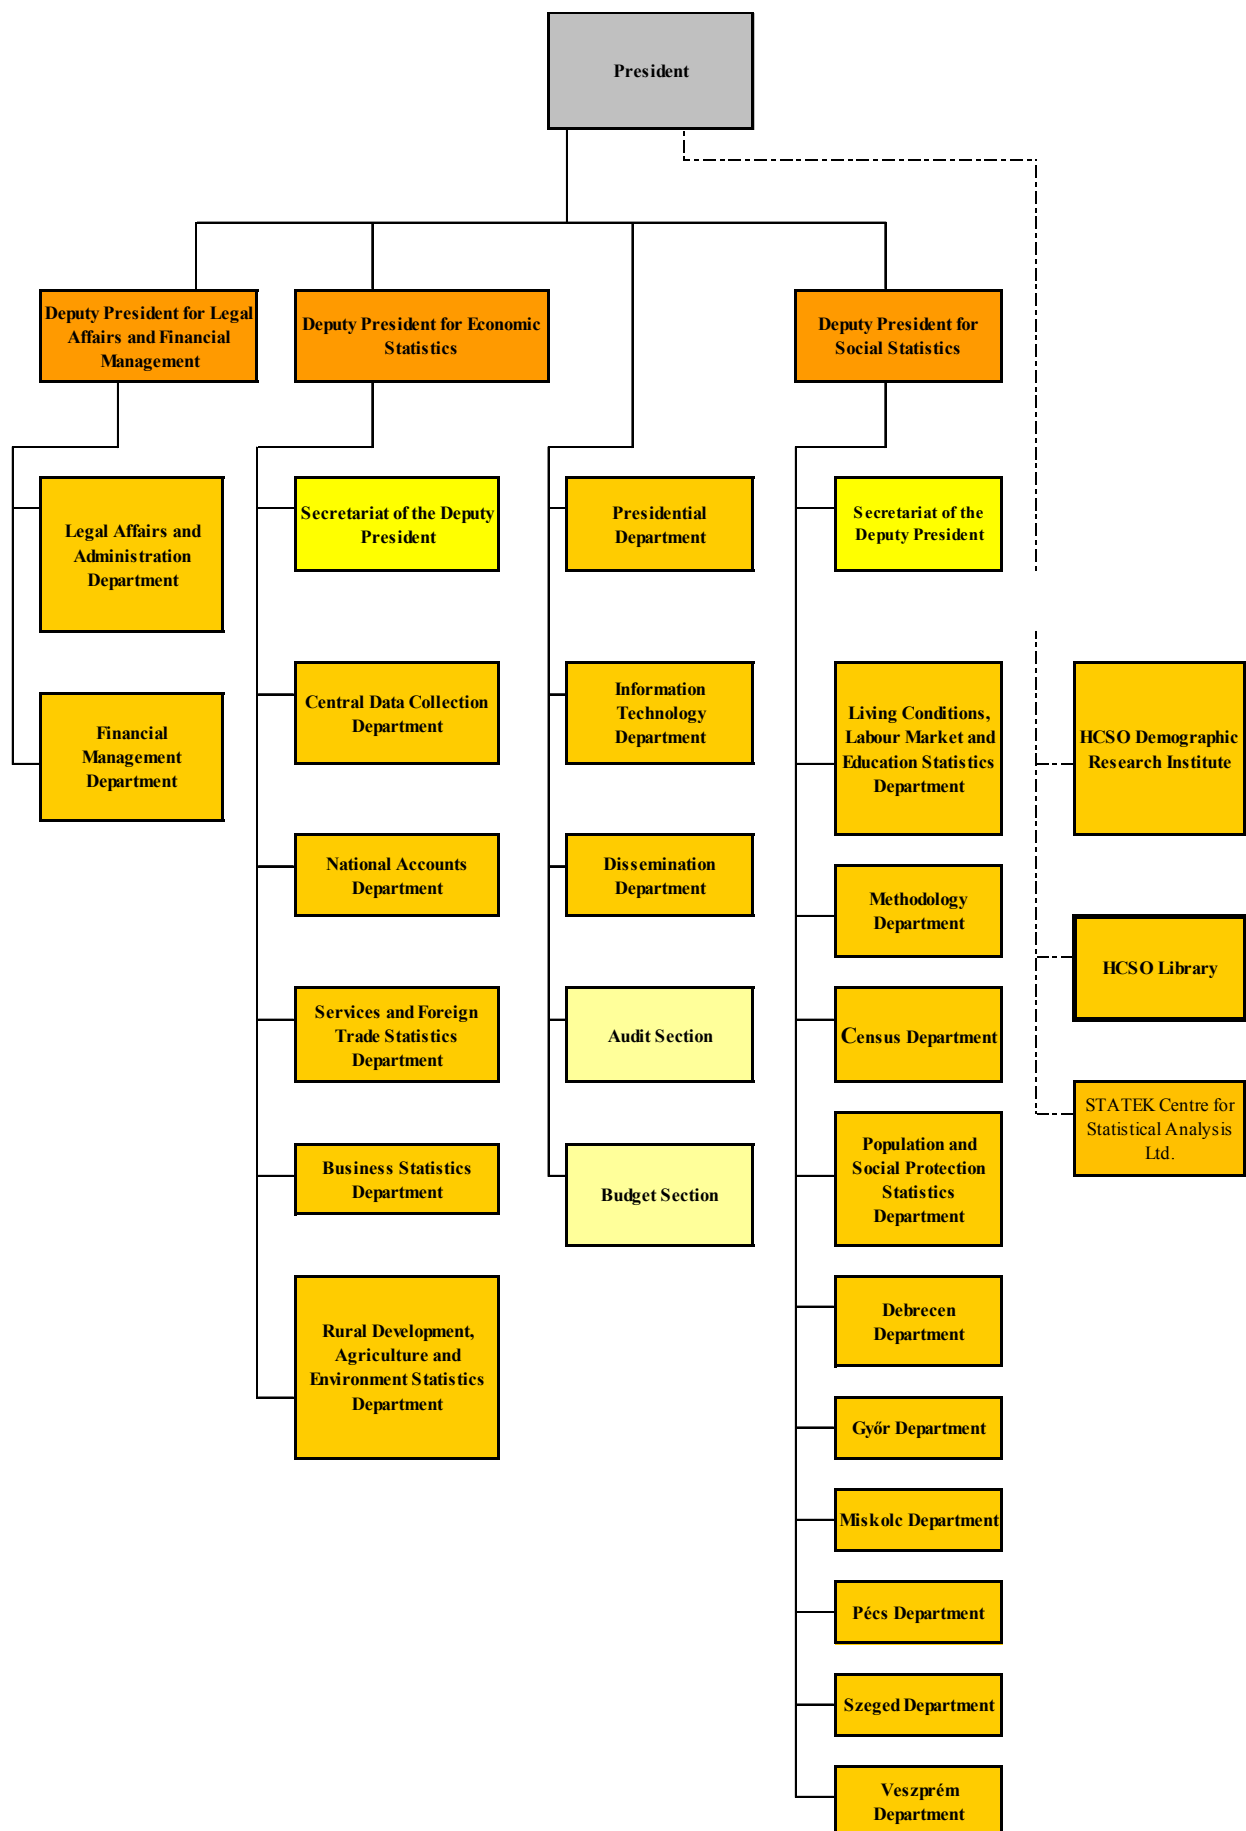 President
Deputy President for Legal
Affairs and Financial
Management
Deputy President for Economic
Statistics
Deputy President for
Social Statistics
Legal Affairs and
Administration
Department
Financial
Management
Department
Secretariat of the Deputy
President
Central Data Collection
Department
National Accounts
Department
Services and Foreign
Trade Statistics
Department
Business Statistics
Department
Rural Development,
Agriculture and
Environment Statistics
Department
Presidential
Department
Information
Technology
Department
Dissemination
Department
Audit Section
Budget Section
Secretariat of the
Deputy President
Living Conditions,
Labour Market and
Education Statistics
Department
Methodology
Department
Census Department
Population and
Social Protection
Statistics
Department
Debrecen
Department
Győr Department
Miskolc Department
Pécs Department
Szeged Department
Veszprém
Department
HCSO Demographic
Research Institute
HCSO Library
STATEK Centre for
Statistical Analysis
Ltd.